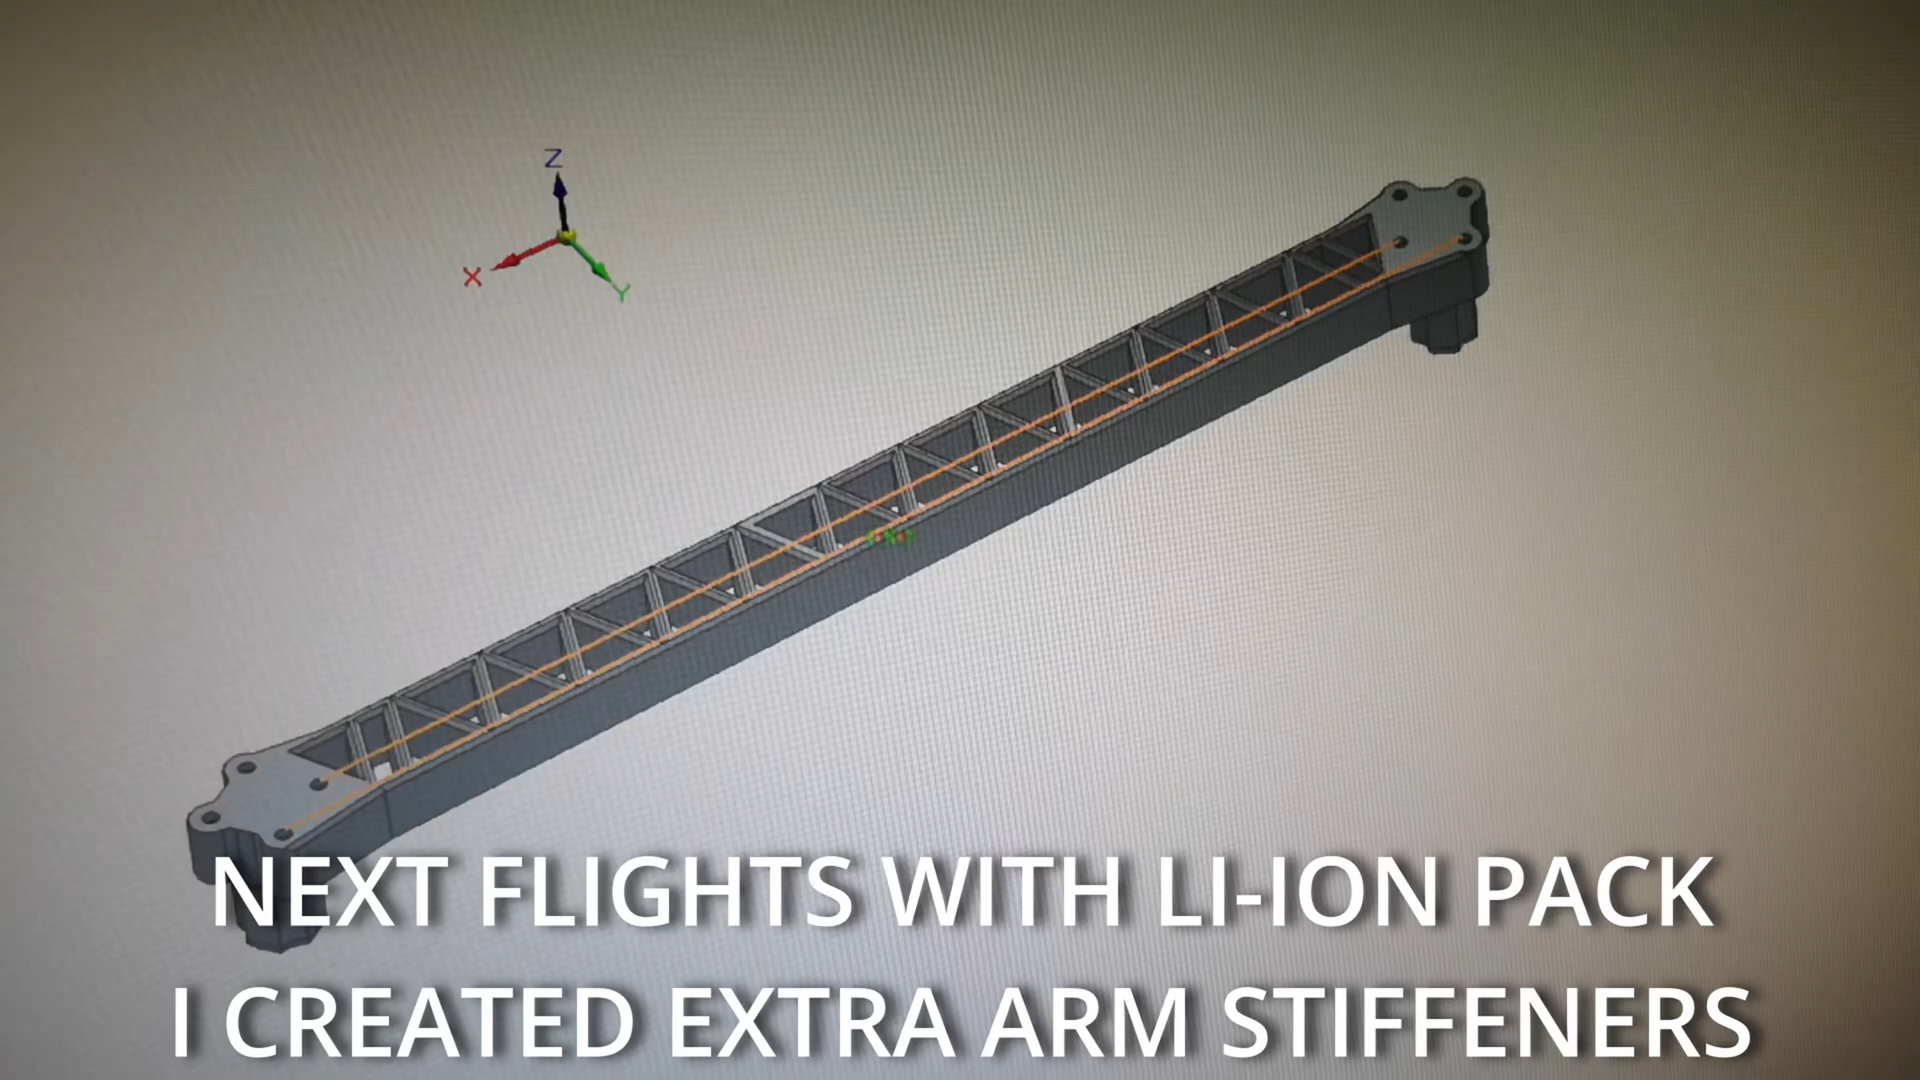 Z
X
Y
NEXT FLIGHTS WITH LI-ION PACK
I CREATED EXTRA ARM STIFFENERS